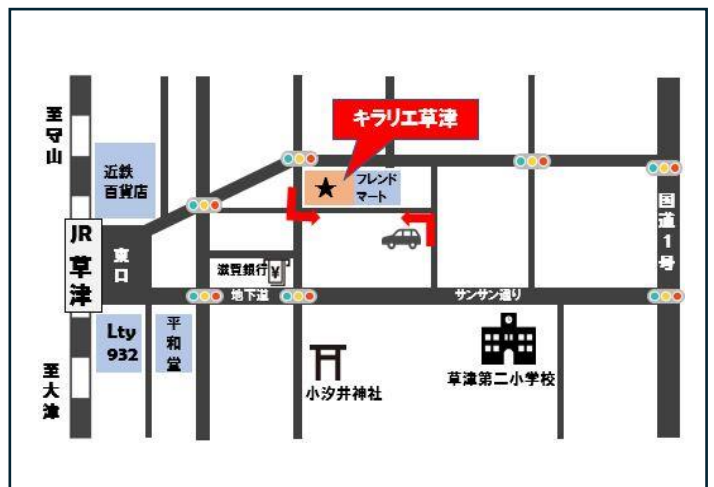 至守山
近鉄
百貨店
キラリエ草津
★
フレンド
マート
国道1号
JR草津
東口
滋賀銀行
¥
地下道
サンサン通り
Lty
932
平和堂
至大津
小汐井神社
草津第二小学校